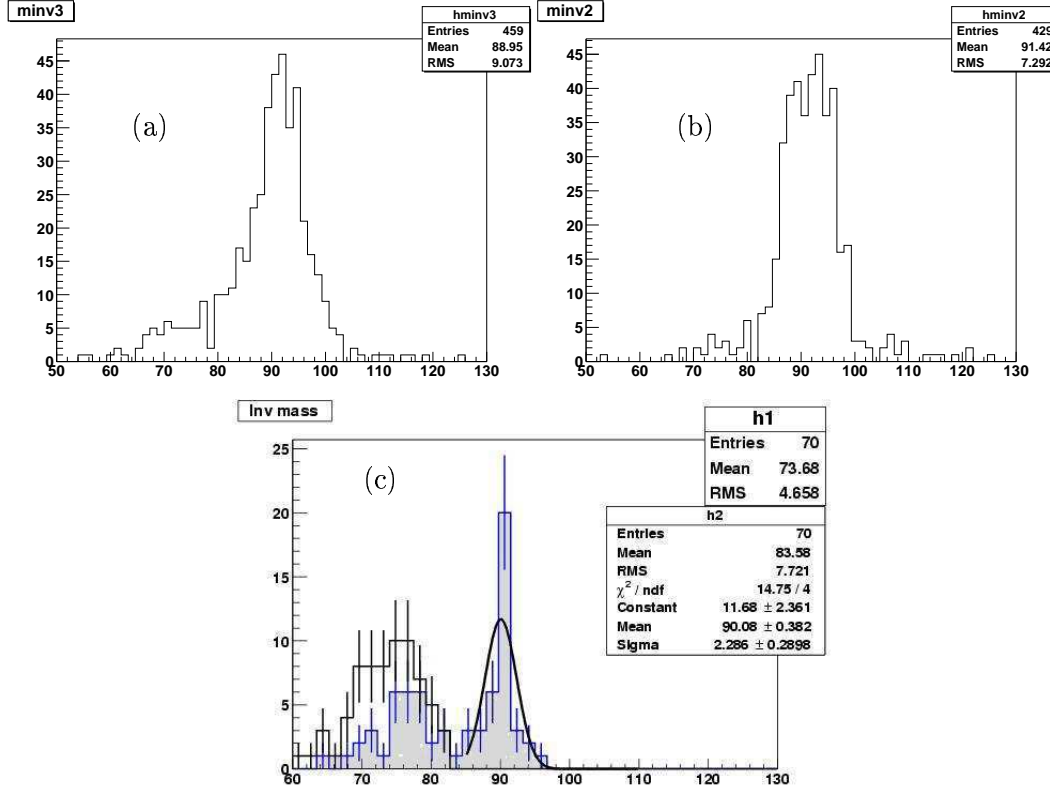 minv3
hminv3
Entries 459
Mean 88.95
RMS 9.073
(a)
45
40
35
30
25
20
15
10
5
0
50 60 70 80 90 100 110 120 130
minv2
hminv2
Entries 429
Mean 91.42
RMS 7.292
(b)
45
40
35
30
25
20
15
10
5
0
50 60 70 80 90 100 110 120 130
Inv mass
h1
Entries 70
Mean 73.68
RMS 4.658
h2
Entries 70
Mean 83.58
RMS 7.721
χ² / ndf 14.75 / 4
Constant 11.68 ± 2.361
Mean 90.08 ± 0.382
Sigma 2.286 ± 0.2898
(c)
25
20
15
10
5
0
60 70 80 90 100 110 120 130